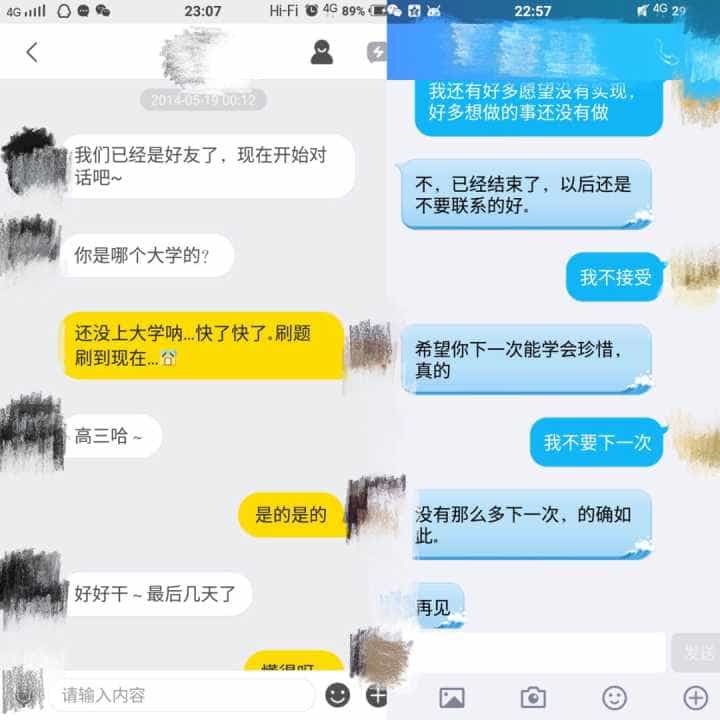 4G 23:07 Hi-Fi 4G 89%
2014-05-19 00:12
我们已经是好友了，现在开始对
话吧~
你是哪个大学的？
还没上大学呐...快了快了。刷题
刷到现在...
高三哈~
是的是的
好好干~最后几天了
懂得呀
请输入内容
22:57 4G 29
我还有好多愿望没有实现，
好多想做的事还没有做
不，已经结束了，以后还是
不要联系的好。
我不接受
希望你下一次能学会珍惜，
真的
我不要下一次
没有那么多下一次，的确如
此。
再见
发送